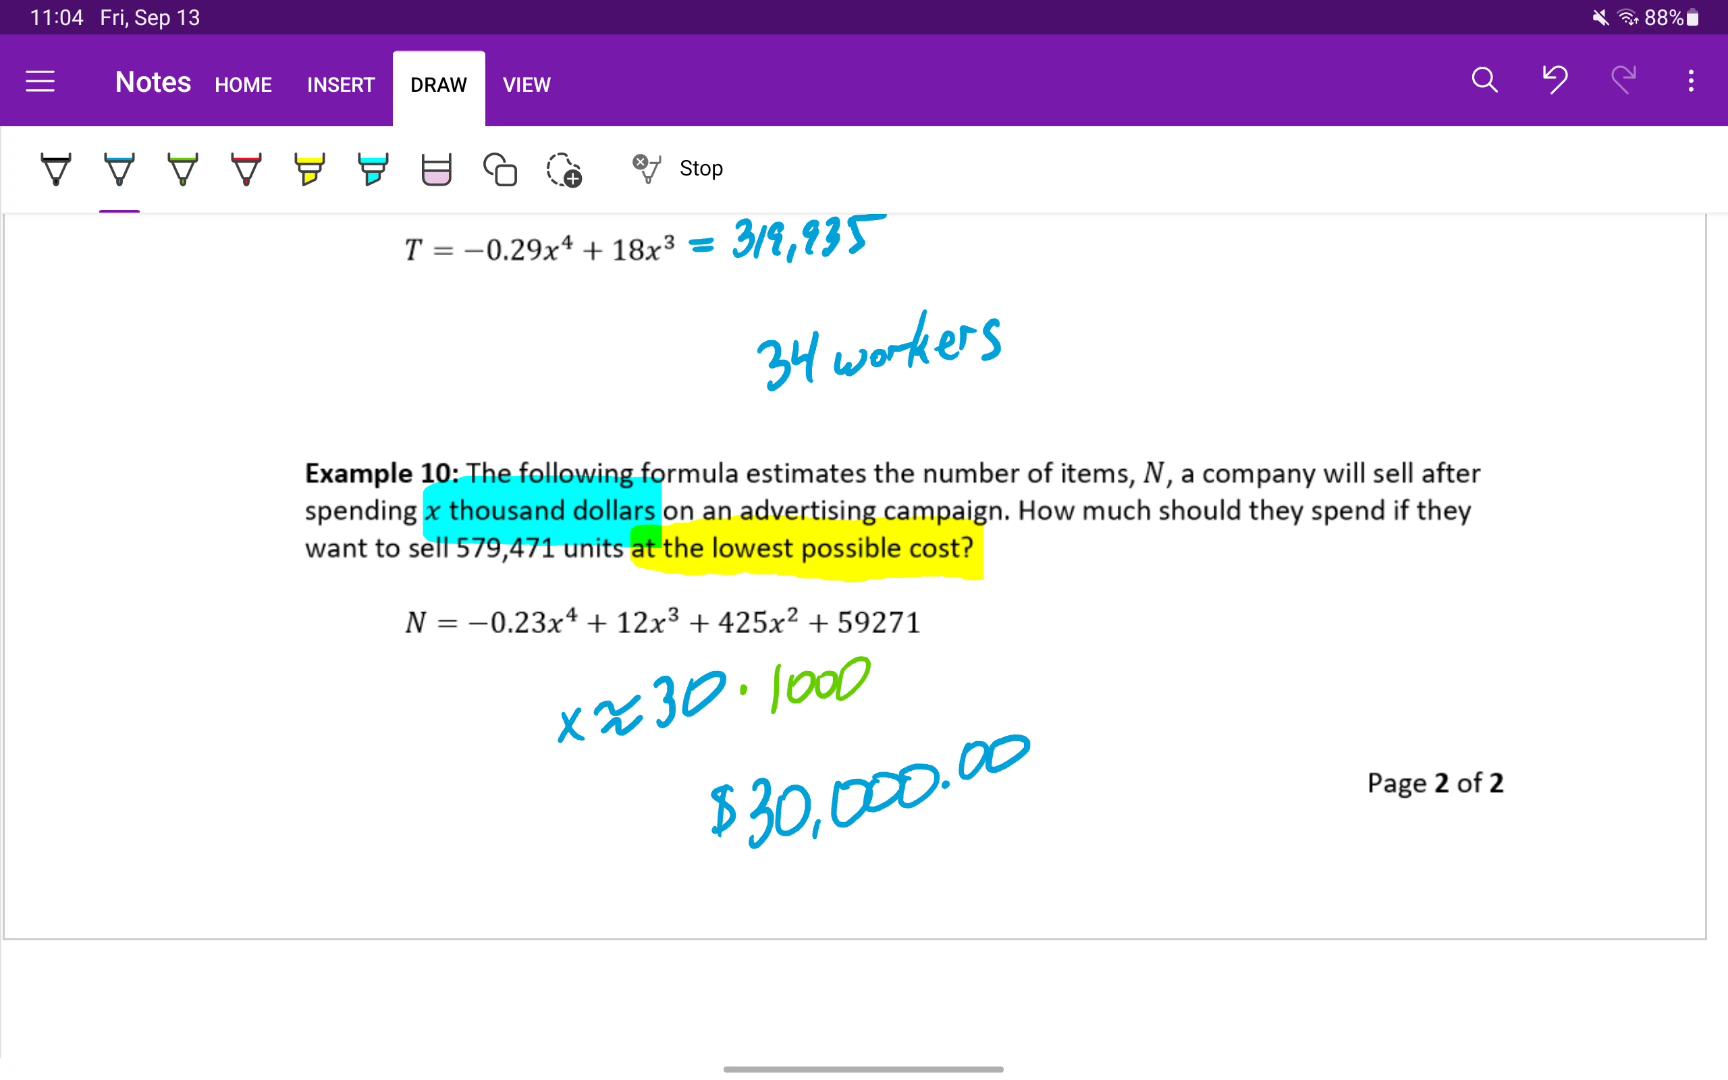 11:04 Fri, Sep 13 88%
Notes HOME INSERT DRAW VIEW
Stop
T = −0.29x⁴ + 18x³ = 319,935
34 workers
Example 10: The following formula estimates the number of items, N, a company will sell after
spending x thousand dollars on an advertising campaign. How much should they spend if they
want to sell 579,471 units at the lowest possible cost?
N = −0.23x⁴ + 12x³ + 425x² + 59271
x ≈ 30 · 1000
$30,000.00
Page 2 of 2